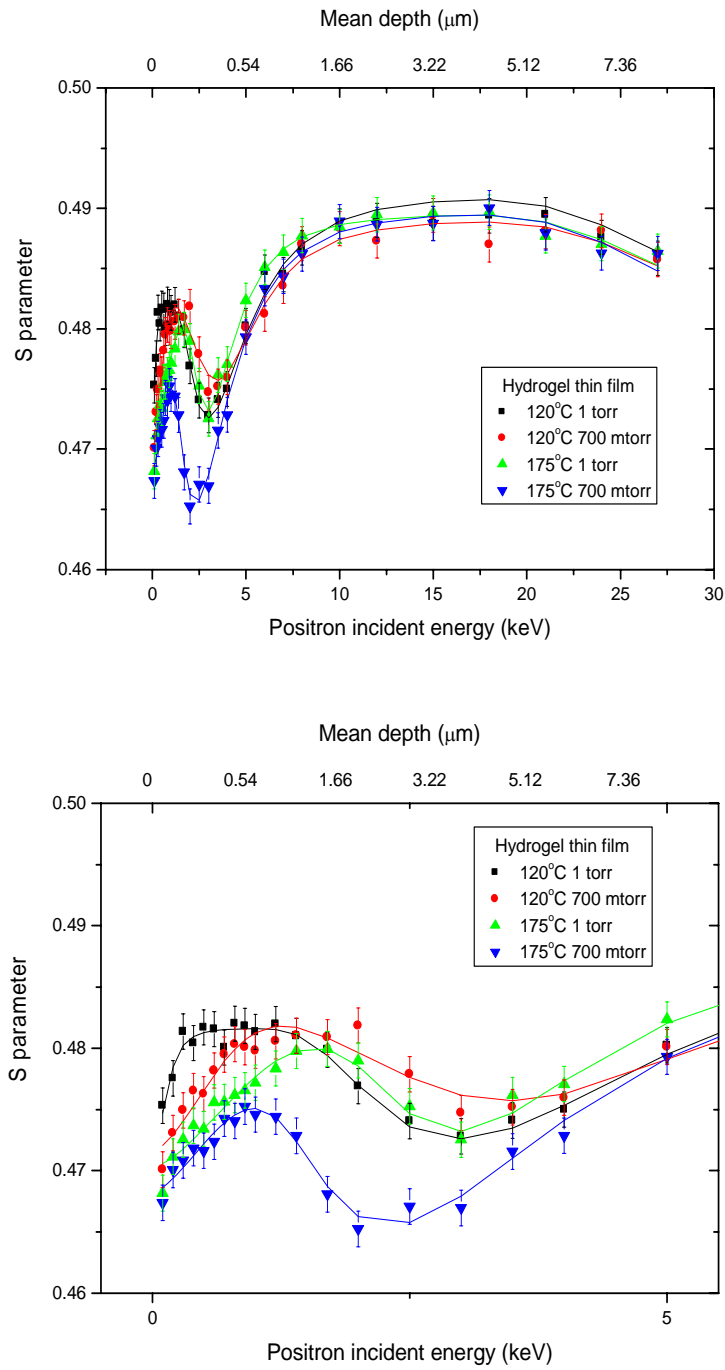 Mean depth (μm)
0 0.54 1.66 3.22 5.12 7.36
0.50
0.49
0.48
0.47
0.46
S parameter
Hydrogel thin film
120°C 1 torr
120°C 700 mtorr
175°C 1 torr
175°C 700 mtorr
0 5 10 15 20 25 30
Positron incident energy (keV)
Mean depth (μm)
0 0.54 1.66 3.22 5.12 7.36
0.50
0.49
0.48
0.47
0.46
S parameter
Hydrogel thin film
120°C 1 torr
120°C 700 mtorr
175°C 1 torr
175°C 700 mtorr
0 5
Positron incident energy (keV)